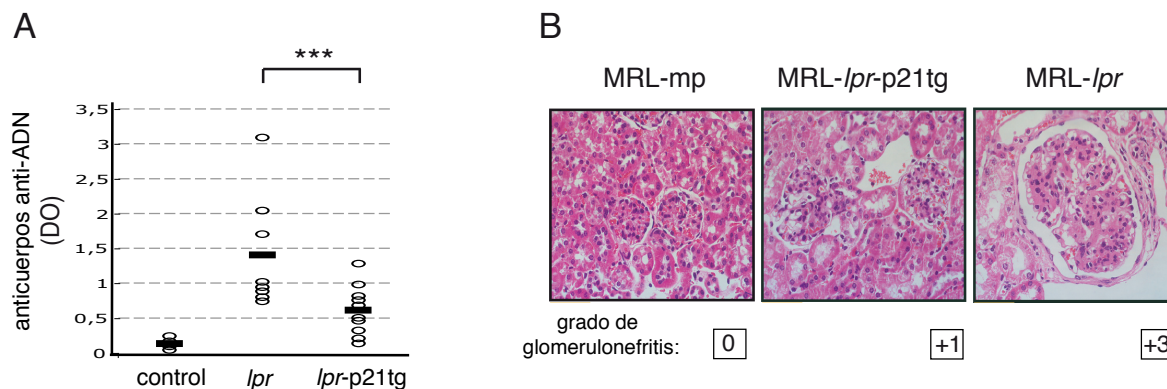 A
***
3,5
3
2,5
2
1,5
1
0,5
0
anticuerpos anti-ADN
(DO)
control
lpr
lpr-p21tg
B
MRL-mp
MRL-lpr-p21tg
MRL-lpr
grado de
glomerulonefritis:
0
+1
+3